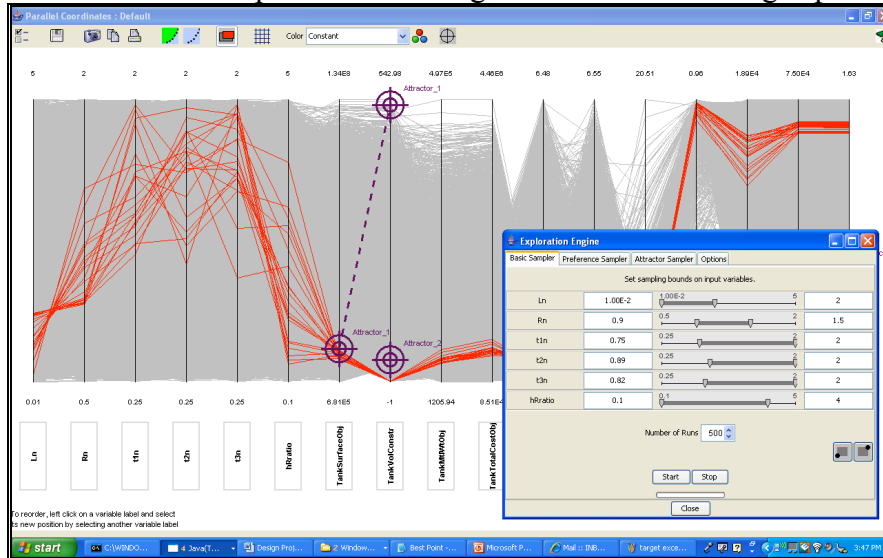 Parallel Coordinates : Default
Color Constant
5 2 2 2 2 5 1.34E8 542.98 4.97E5 4.46E6 6.48 6.55 20.51 0.96 1.89E4 7.50E4 1.63
Attractor_1
Attractor_1
Attractor_2
0.01 0.5 0.25 0.25 0.25 0.1 6.81E5 -1 1205.94 8.51E4
Ln Rn t1n t2n t3n hRratio TankSurfaceObj TankVolConstr TankMtlWtObj TankTotalCostObj
Exploration Engine
Basic Sampler Preference Sampler Attractor Sampler Options
Set sampling bounds on input variables.
Ln 1.00E-2 1.00E-2 5 2
Rn 0.9 0.5 2 1.5
t1n 0.75 0.25 2 2
t2n 0.89 0.25 2 2
t3n 0.82 0.25 2 2
hRratio 0.1 0.1 5 4
Number of Runs 500
Start Stop
Close
To reorder, left click on a variable label and select
ts new position by selecting another variable label
start C:\WINDO... 4 Java(T... Design Proj... 2 Window... Best Point -... Microsoft P... Mail :: INB... target exce... 3:47 PM